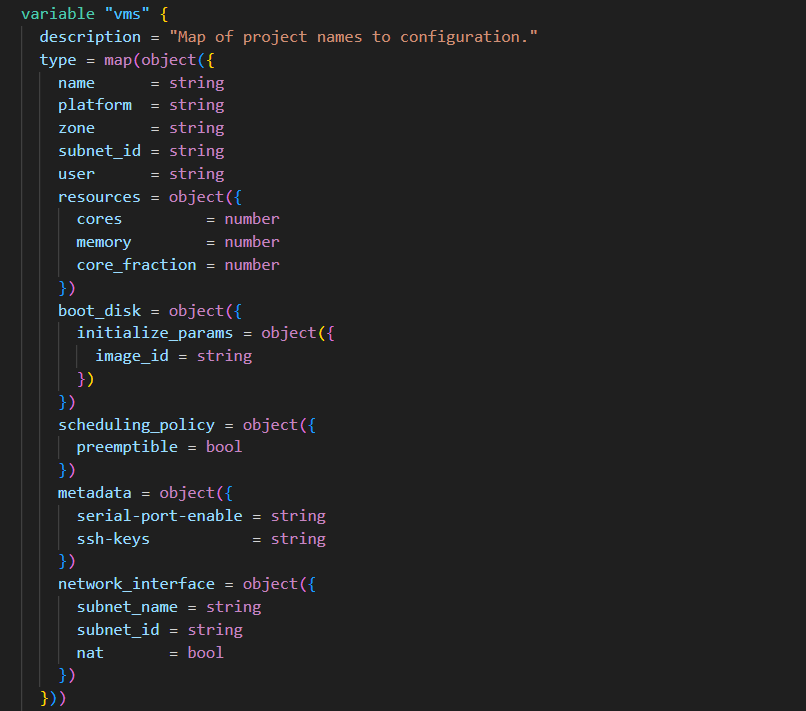 variable "vms" {
  description = "Map of project names to configuration."
  type = map(object({
    name      = string
    platform  = string
    zone      = string
    subnet_id = string
    user      = string
    resources = object({
      cores         = number
      memory        = number
      core_fraction = number
    })
    boot_disk = object({
      initialize_params = object({
        image_id = string
      })
    })
    scheduling_policy = object({
      preemptible = bool
    })
    metadata = object({
      serial-port-enable = string
      ssh-keys           = string
    })
    network_interface = object({
      subnet_name = string
      subnet_id = string
      nat       = bool
    })
  }))